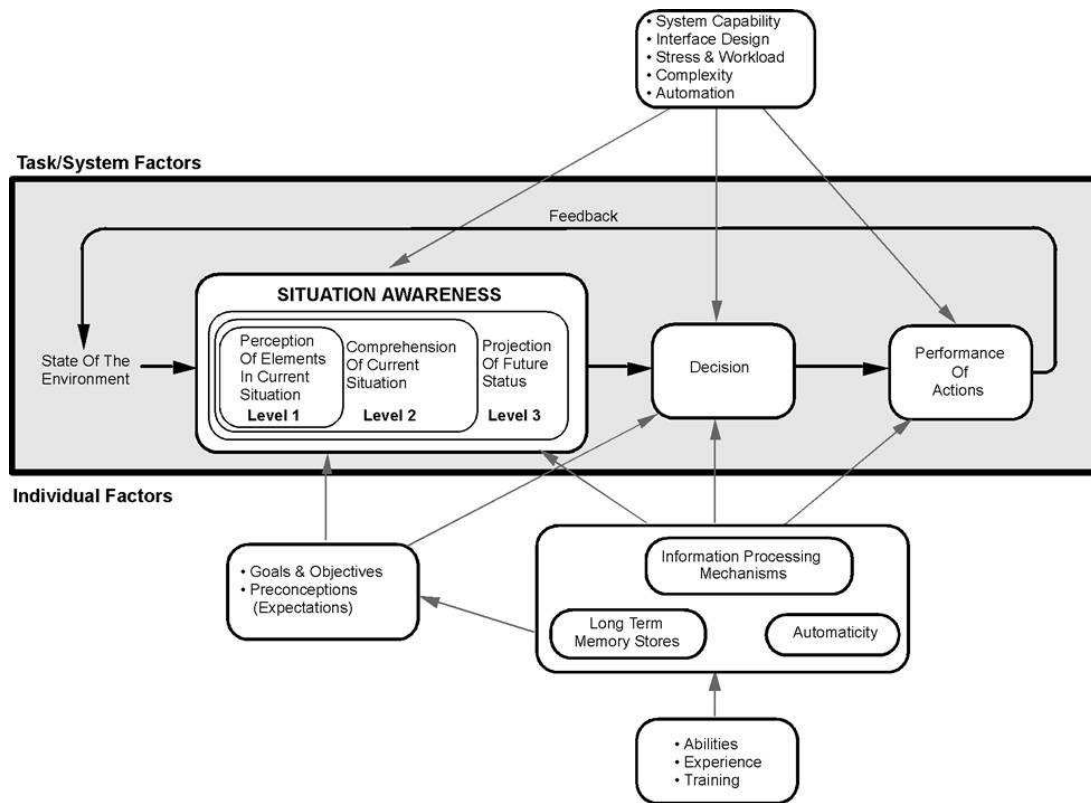 • System Capability
• Interface Design
• Stress & Workload
• Complexity
• Automation
Task/System Factors
Feedback
SITUATION AWARENESS
State Of The
Environment
Perception
Of Elements
In Current
Situation
Level 1
Comprehension
Of Current
Situation
Level 2
Projection
Of Future
Status
Level 3
Decision
Performance
Of
Actions
Individual Factors
• Goals & Objectives
• Preconceptions
(Expectations)
Information Processing
Mechanisms
Long Term
Memory Stores
Automaticity
• Abilities
• Experience
• Training